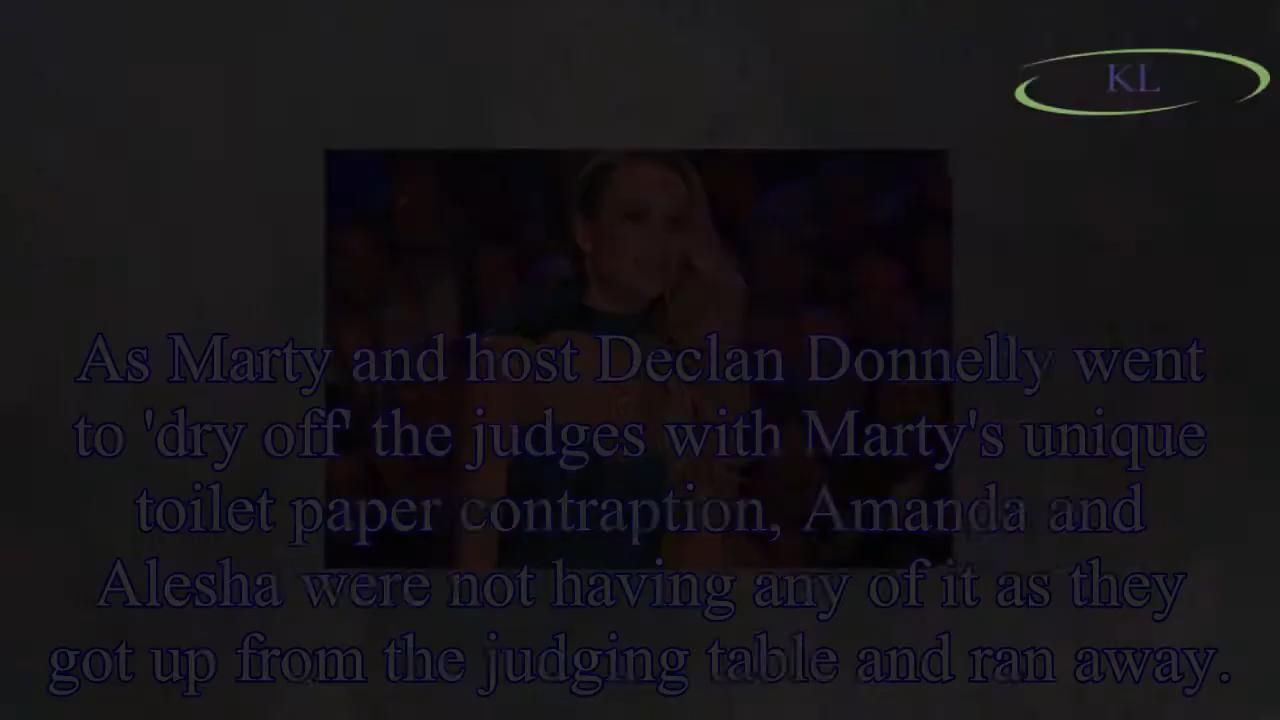 KL
As Marty and host Declan Donnelly went
to 'dry off' the judges with Marty's unique
toilet paper contraption, Amanda and
Alesha were not having any of it as they
got up from the judging table and ran away.